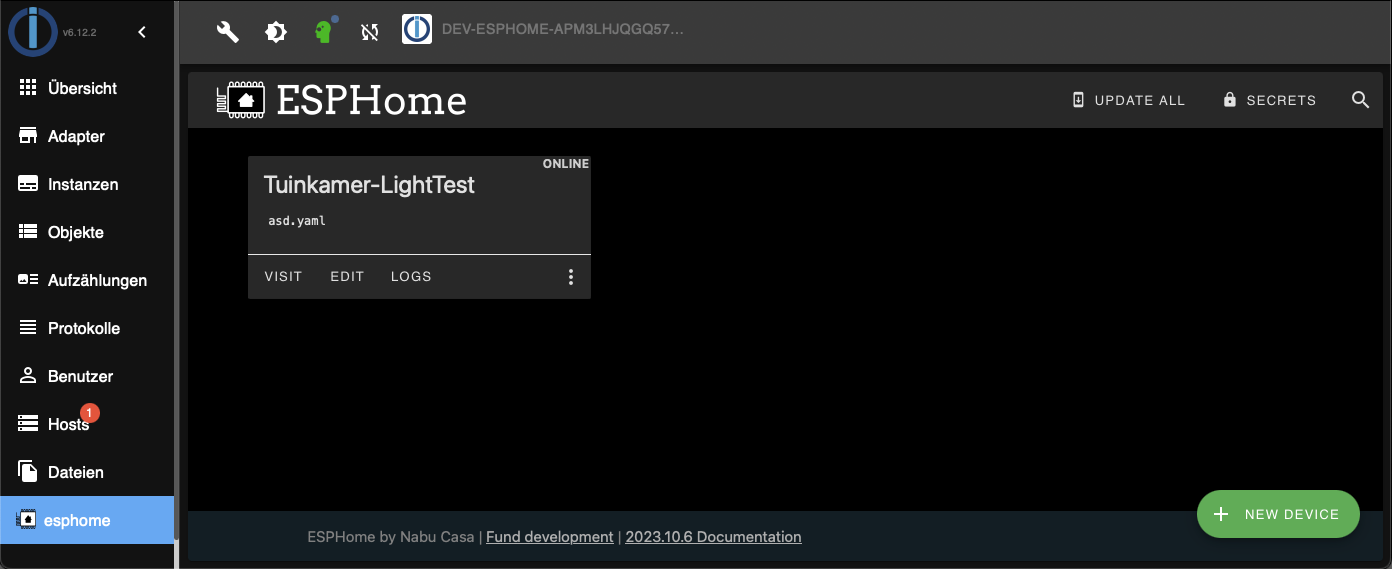 v6.12.2
DEV-ESPHOME-APM3LHJQGQ57...
Übersicht
Adapter
Instanzen
Objekte
Aufzählungen
Protokolle
Benutzer
Hosts 1
Dateien
esphome
ESPHome
UPDATE ALL SECRETS
ONLINE
Tuinkamer-LightTest
asd.yaml
VISIT EDIT LOGS
NEW DEVICE
ESPHome by Nabu Casa | Fund development | 2023.10.6 Documentation